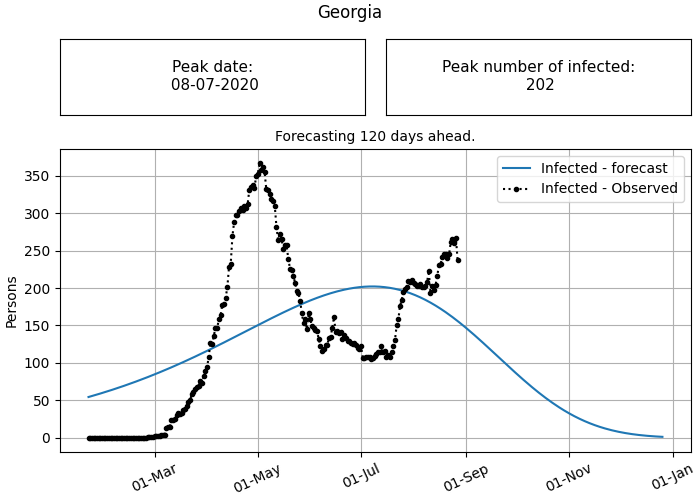 Georgia
Peak date:
08-07-2020
Peak number of infected:
202
Forecasting 120 days ahead.
Infected - forecast
Infected - Observed
Persons
350
300
250
200
150
100
50
0
01-Mar
01-May
01-Jul
01-Sep
01-Nov
01-Jan